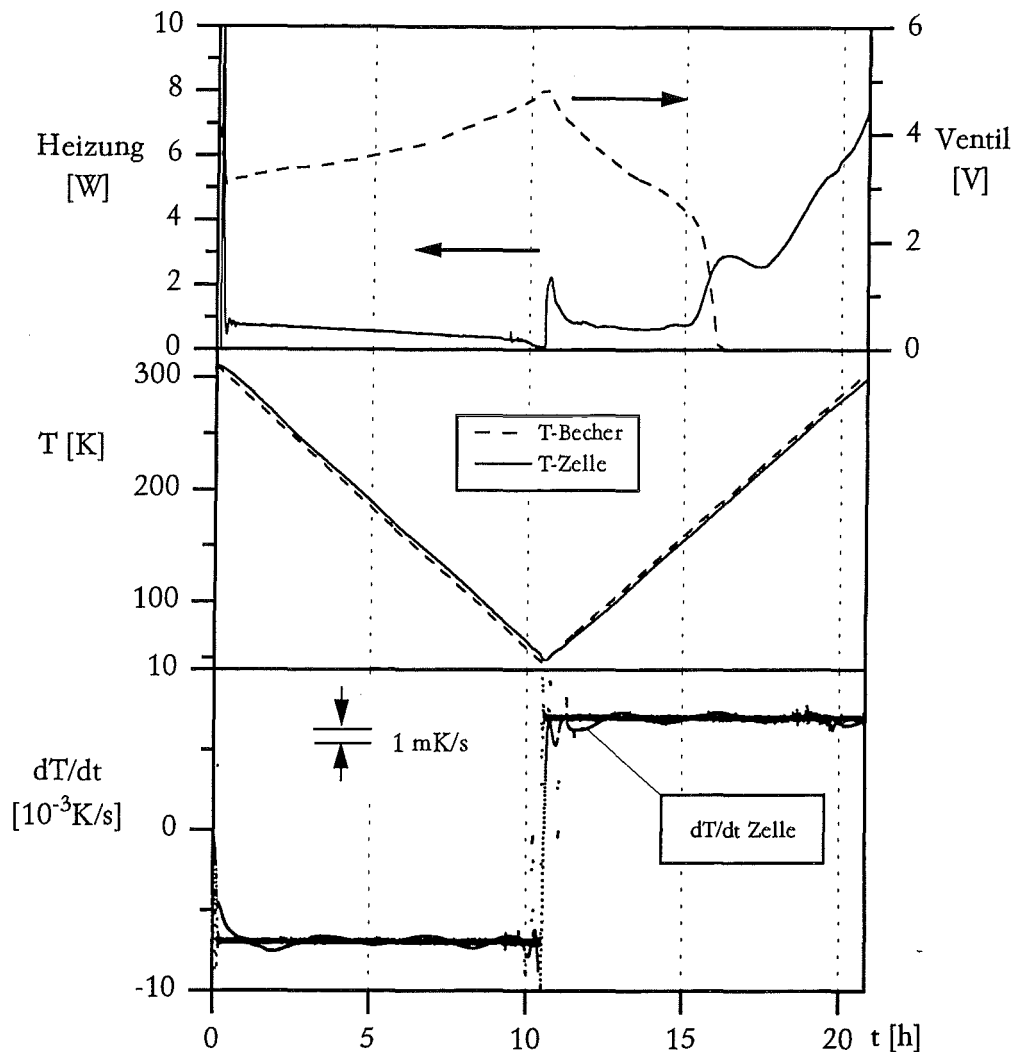 10
8
6
4
2
0
Heizung
[W]
6
4
2
0
Ventil
[V]
300
200
100
10
T [K]
T-Becher
T-Zelle
1 mK/s
dT/dt
[10⁻³K/s]
0
-10
dT/dt Zelle
0
5
10
15
20
t [h]